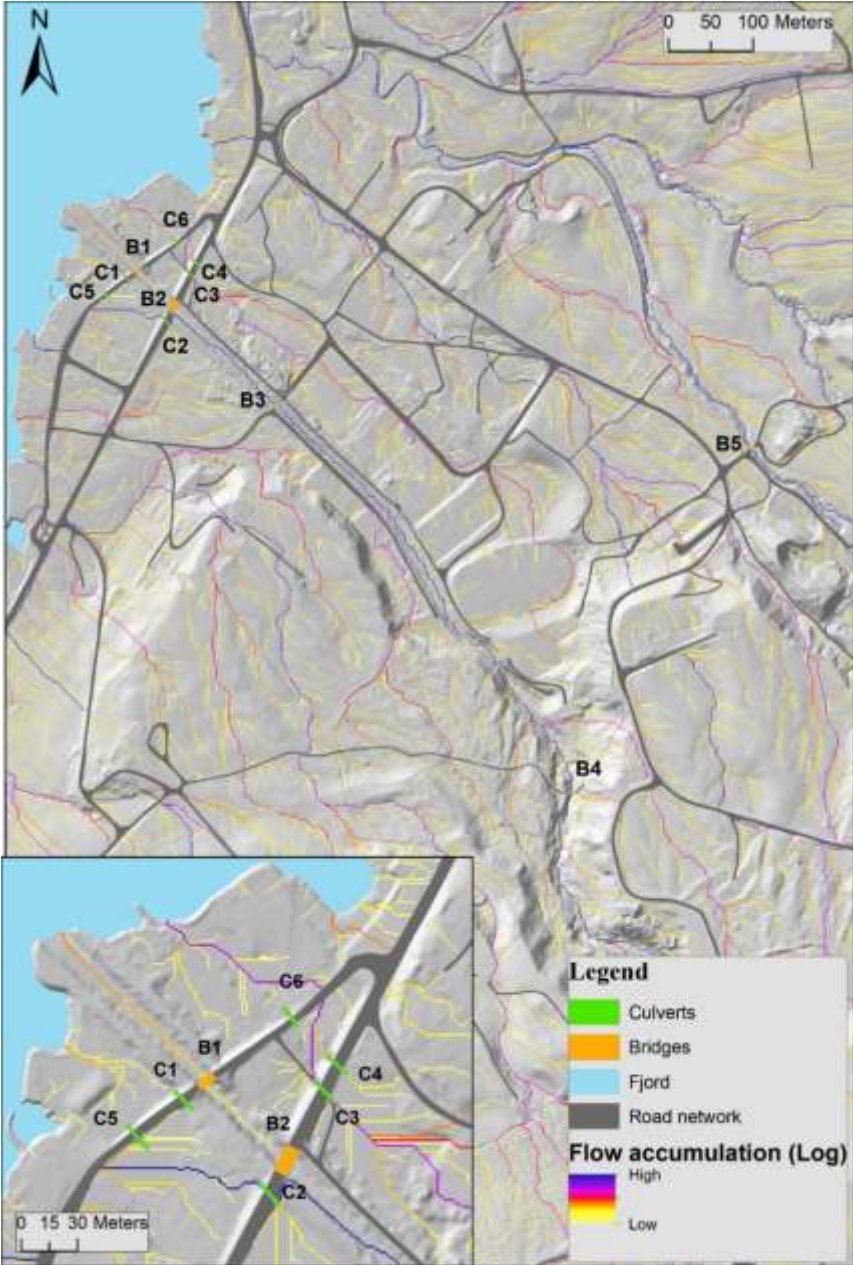 N
0 50 100 Meters
C6
B1
C1
C4
C5
B2
C3
C2
B3
B5
B4
C6
B1
C1
C4
C5
C3
B2
C2
0 15 30 Meters
Legend
Culverts
Bridges
Fjord
Road network
Flow accumulation (Log)
High
Low